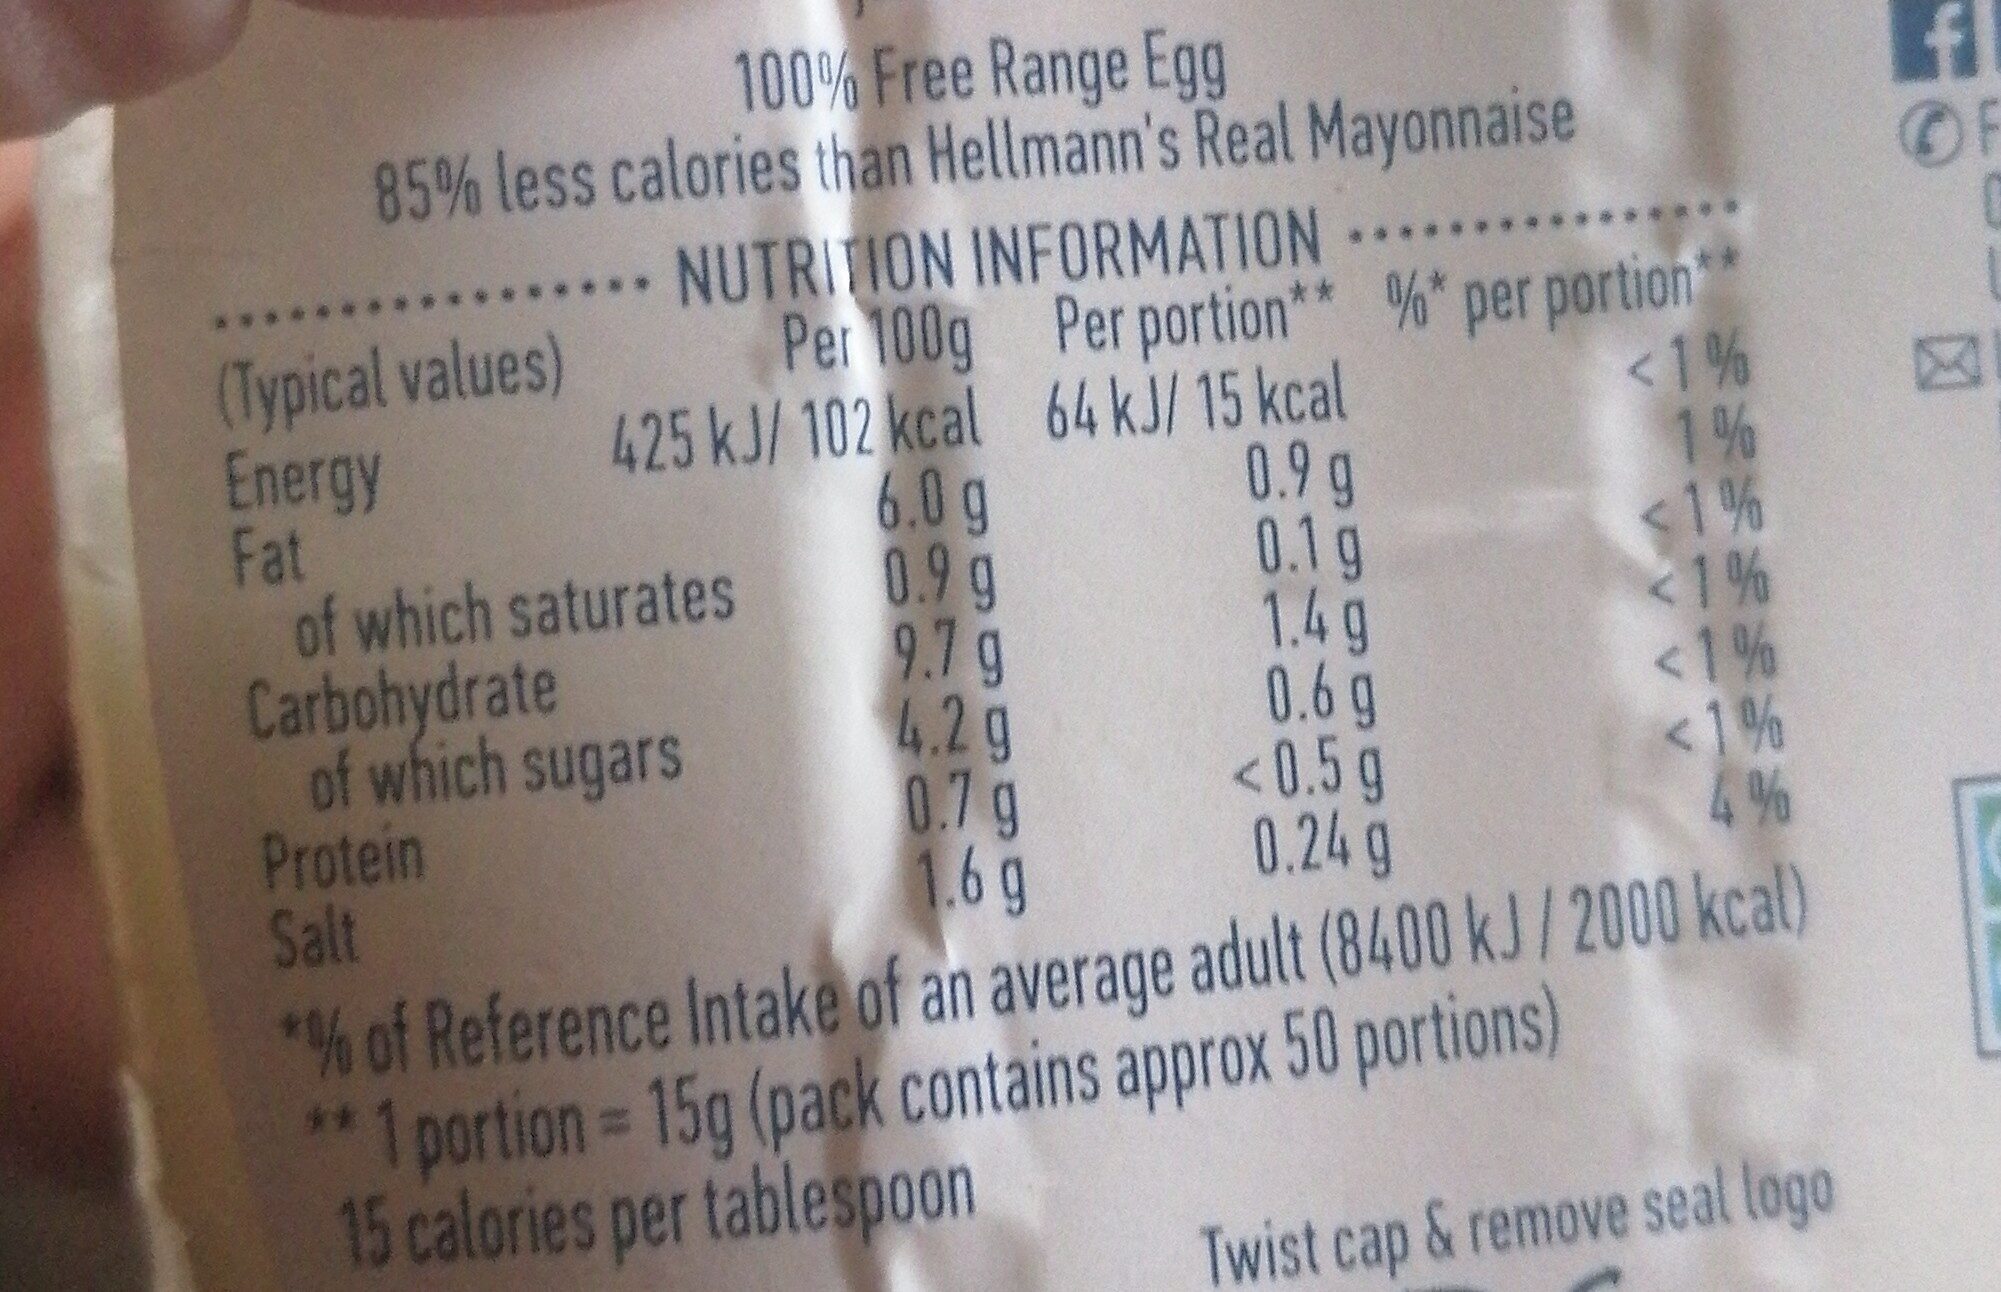 100% Free Range Egg
85% less calories than Hellmann's Real Mayonnaise
NUTRITION INFORMATION
(Typical values) Per 100g Per portion** %* per portion**
Energy 425 kJ/ 102 kcal 64 kJ/ 15 kcal <1%
Fat 6.0 g 0.9 g 1%
of which saturates 0.9 g 0.1 g <1%
Carbohydrate 9.7 g 1.4 g <1%
of which sugars 4.2 g 0.6 g <1%
Protein 0.7 g <0.5 g <1%
Salt 1.6 g 0.24 g 4%
*% of Reference Intake of an average adult (8400 kJ / 2000 kcal)
** 1 portion = 15g (pack contains approx 50 portions)
15 calories per tablespoon
Twist cap & remove seal logo
f